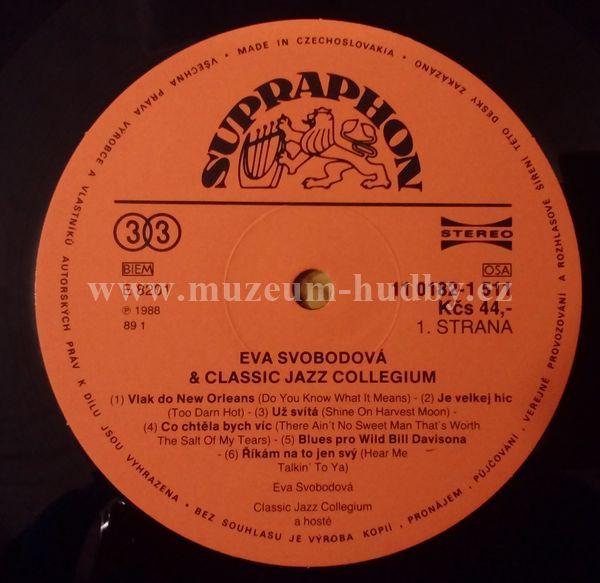 VŠECHNA PRÁVA VÝROBCE A VLASTNÍKŮ AUTORSKÝCH PRÁV K DÍLU JSOU VYHRAZENA • BEZ SOUHLASU JE VÝROBA KOPIÍ, PRONÁJEM, PŮJČOVÁNÍ, VEŘEJNÉ PROVOZOVÁNÍ A ROZHLASOVÉ ŠÍŘENÍ TÉTO DESKY ZAKÁZÁNO • MADE IN CZECHOSLOVAKIA •
SUPRAPHON
33
STEREO
BIEM
OSA
www.muzeum-hudby.cz
F 8201
11 0132-1 511
℗ 1988
Kčs 44,-
89 1
1. STRANA
EVA SVOBODOVÁ
& CLASSIC JAZZ COLLEGIUM
(1) Vlak do New Orleans (Do You Know What It Means) - (2) Je velkej hic
(Too Darn Hot) - (3) Už svítá (Shine On Harvest Moon) -
(4) Co chtěla bych víc (There Ain't No Sweet Man That's Worth
The Salt Of My Tears) - (5) Blues pro Wild Bill Davisona
- (6) Říkám na to jen svý (Hear Me
Talkin' To Ya)
Eva Svobodová
Classic Jazz Collegium
a hosté